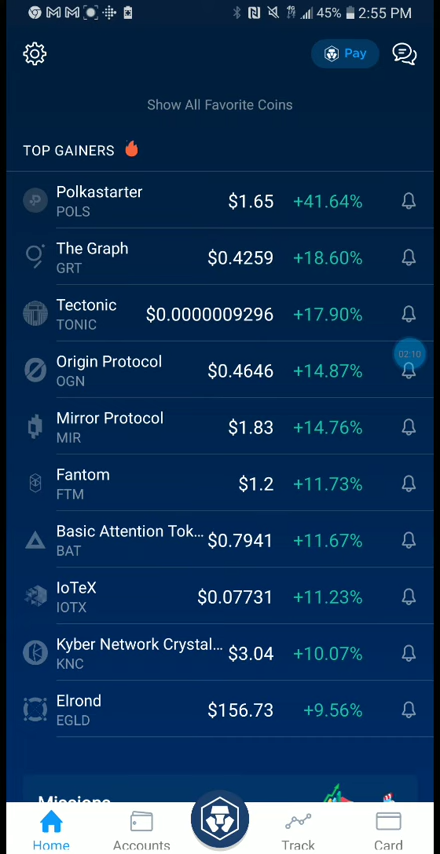 45% 2:55 PM
Pay
Show All Favorite Coins
TOP GAINERS
Polkastarter
POLS
$1.65 +41.64%
The Graph
GRT
$0.4259 +18.60%
Tectonic
TONIC
$0.0000009296 +17.90%
02:10
Origin Protocol
OGN
$0.4646 +14.87%
Mirror Protocol
MIR
$1.83 +14.76%
Fantom
FTM
$1.2 +11.73%
Basic Attention Tok...
BAT
$0.7941 +11.67%
IoTeX
IOTX
$0.07731 +11.23%
Kyber Network Crystal...
KNC
$3.04 +10.07%
Elrond
EGLD
$156.73 +9.56%
Missions
Home Accounts Track Card